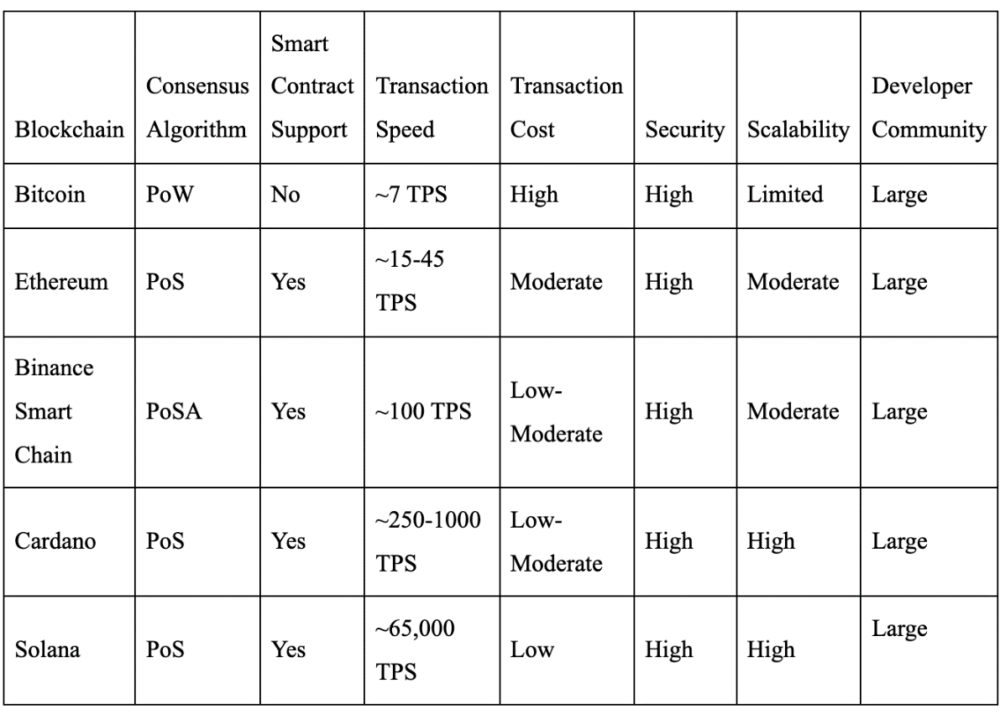 Blockchain
Consensus
Algorithm
Smart
Contract
Support
Transaction
Speed
Transaction
Cost
Security
Scalability
Developer
Community
Bitcoin
PoW
No
~7 TPS
High
High
Limited
Large
Ethereum
PoS
Yes
~15-45
TPS
Moderate
High
Moderate
Large
Binance
Smart
Chain
PoSA
Yes
~100 TPS
Low-
Moderate
High
Moderate
Large
Cardano
PoS
Yes
~250-1000
TPS
Low-
Moderate
High
High
Large
Solana
PoS
Yes
~65,000
TPS
Low
High
High
Large